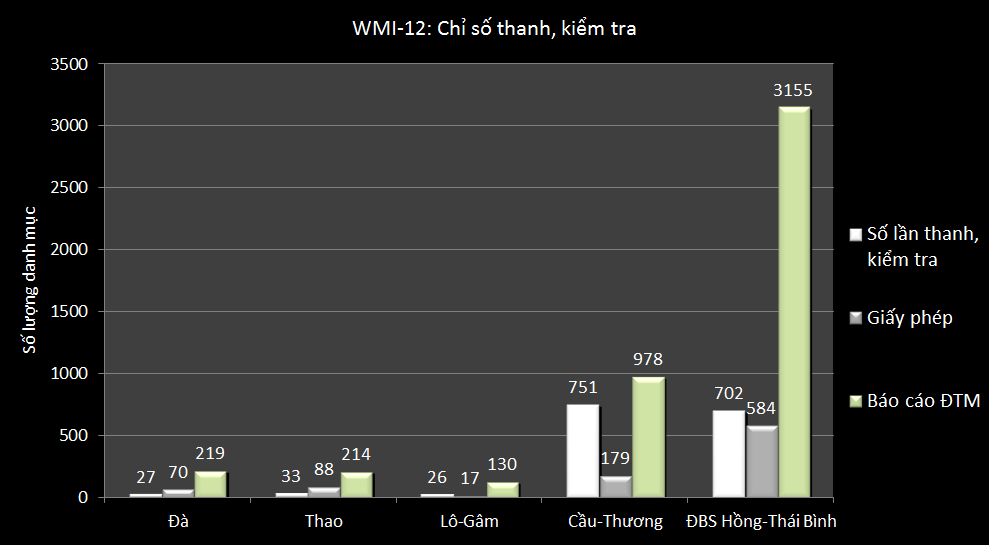 WMI-12: Chỉ số thanh, kiểm tra
Số lượng danh mục
3500
3000
2500
2000
1500
1000
500
0
27 70 219
33 88 214
26 17 130
751 179 978
702 584 3155
Đà Thao Lô-Gâm Cầu-Thương ĐBS Hồng-Thái Bình
Số lần thanh,
kiểm tra
Giấy phép
Báo cáo ĐTM